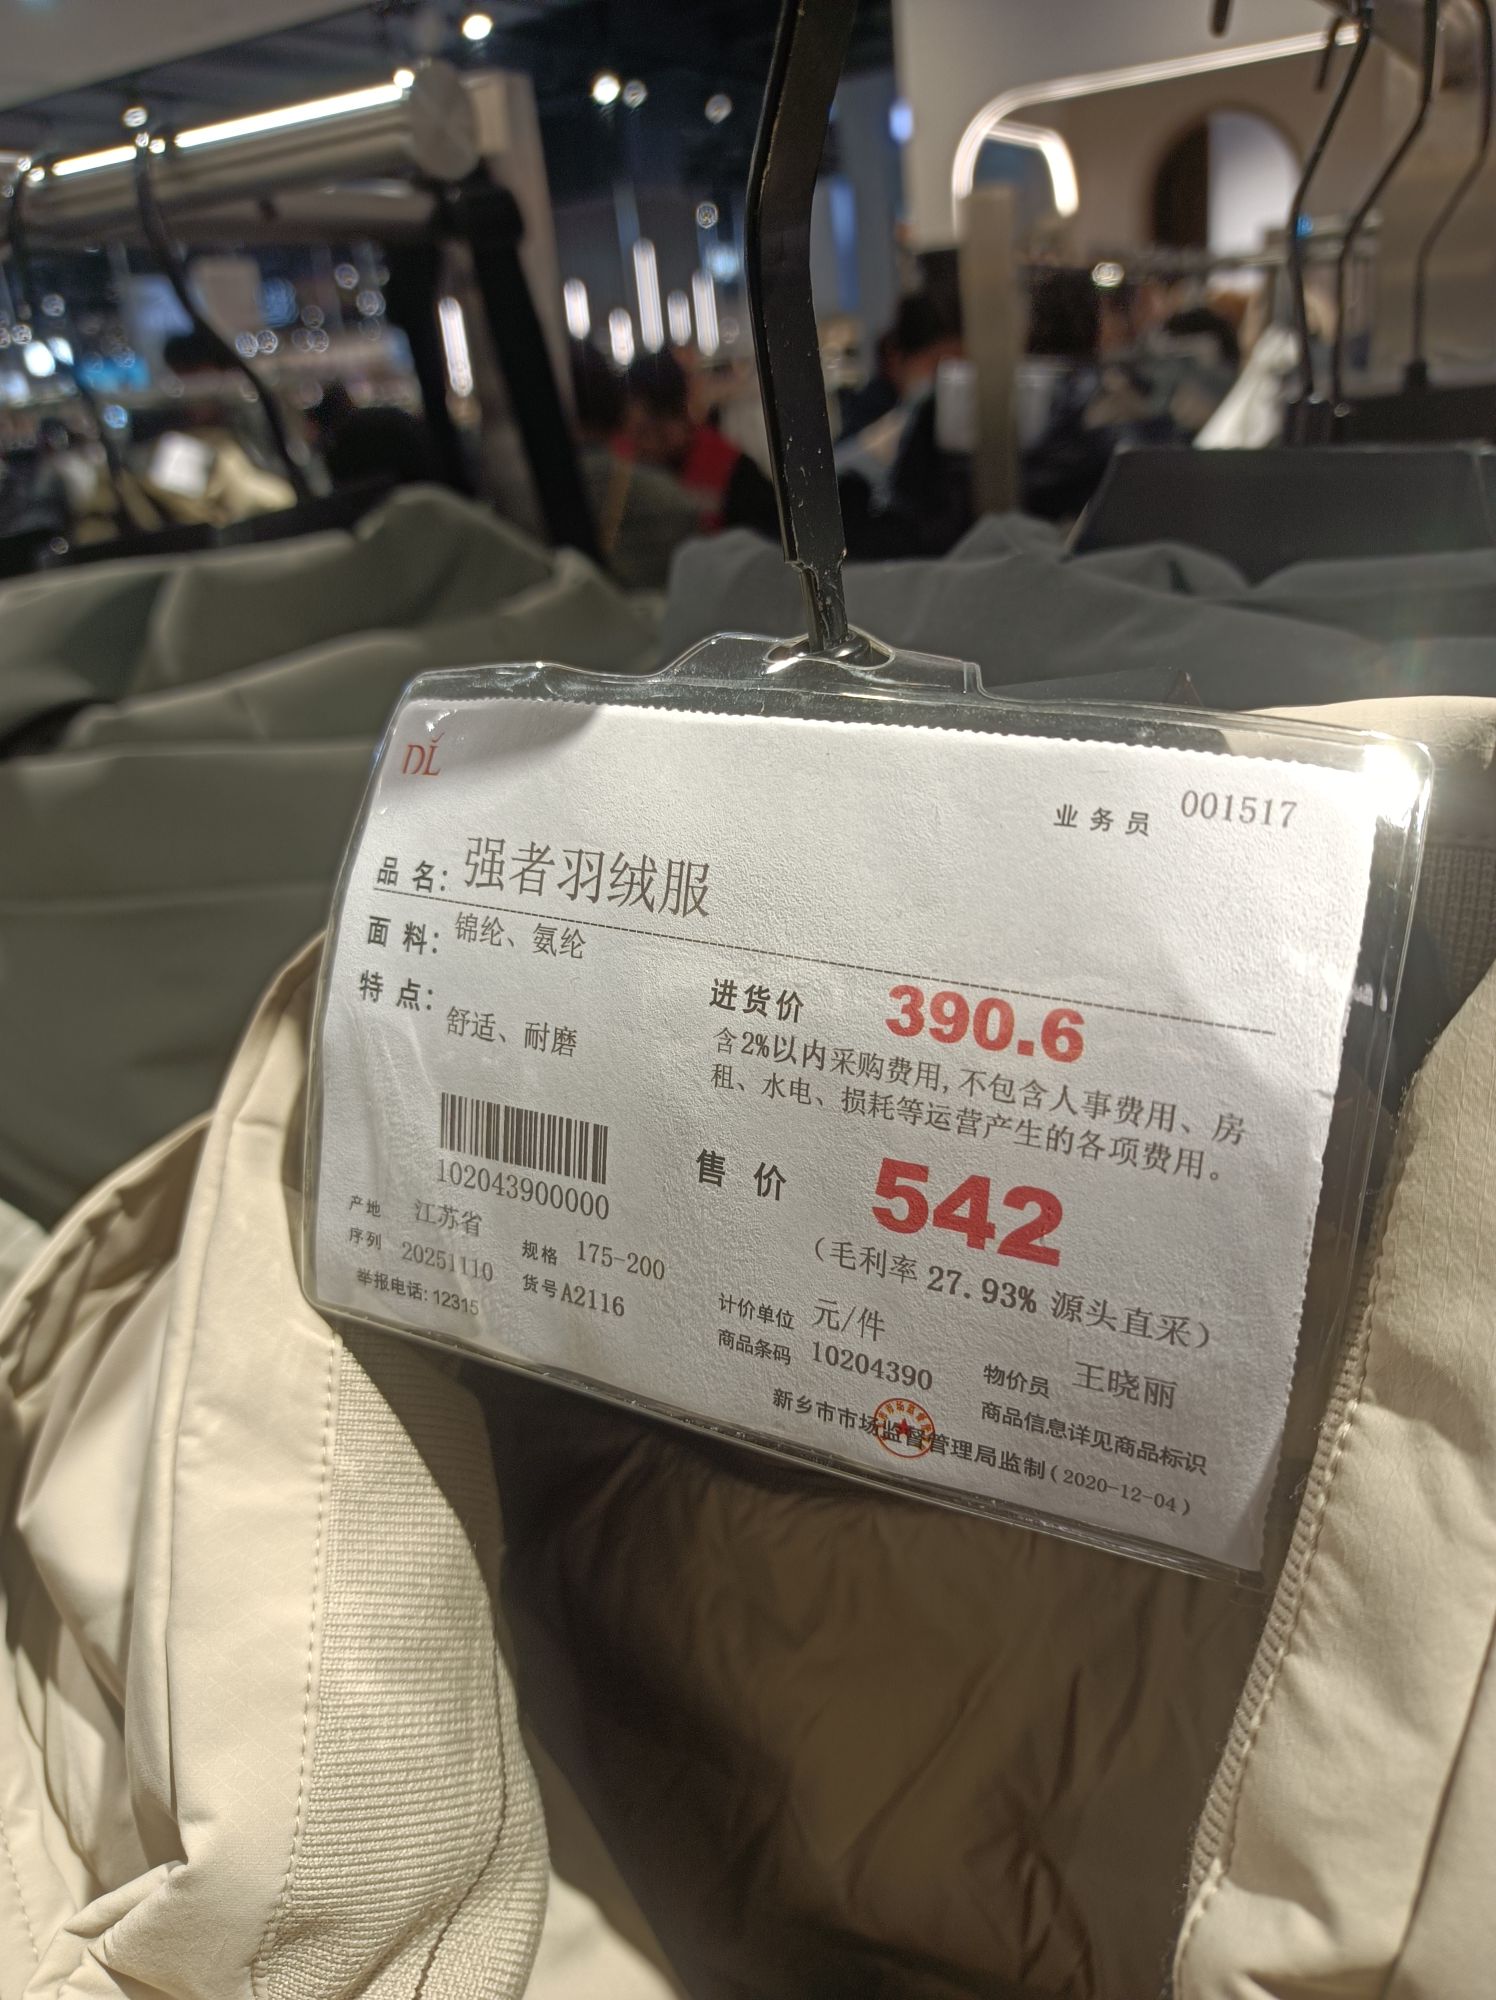 DL
业务员 001517
品名: 强者羽绒服
面料: 锦纶、氨纶
特点: 舒适、耐磨
进货价 390.6
含2%以内采购费用,不包含人事费用、房
租、水电、损耗等运营产生的各项费用。
售价 542
(毛利率 27.93% 源头直采)
102043900000
产地 江苏省
规格 175-200
序列 20251110
货号 A2116
举报电话: 12315
计价单位 元/件
商品条码 10204390
物价员 王晓丽
商品信息详见商品标识
新乡市市场监督管理局监制(2020-12-04)